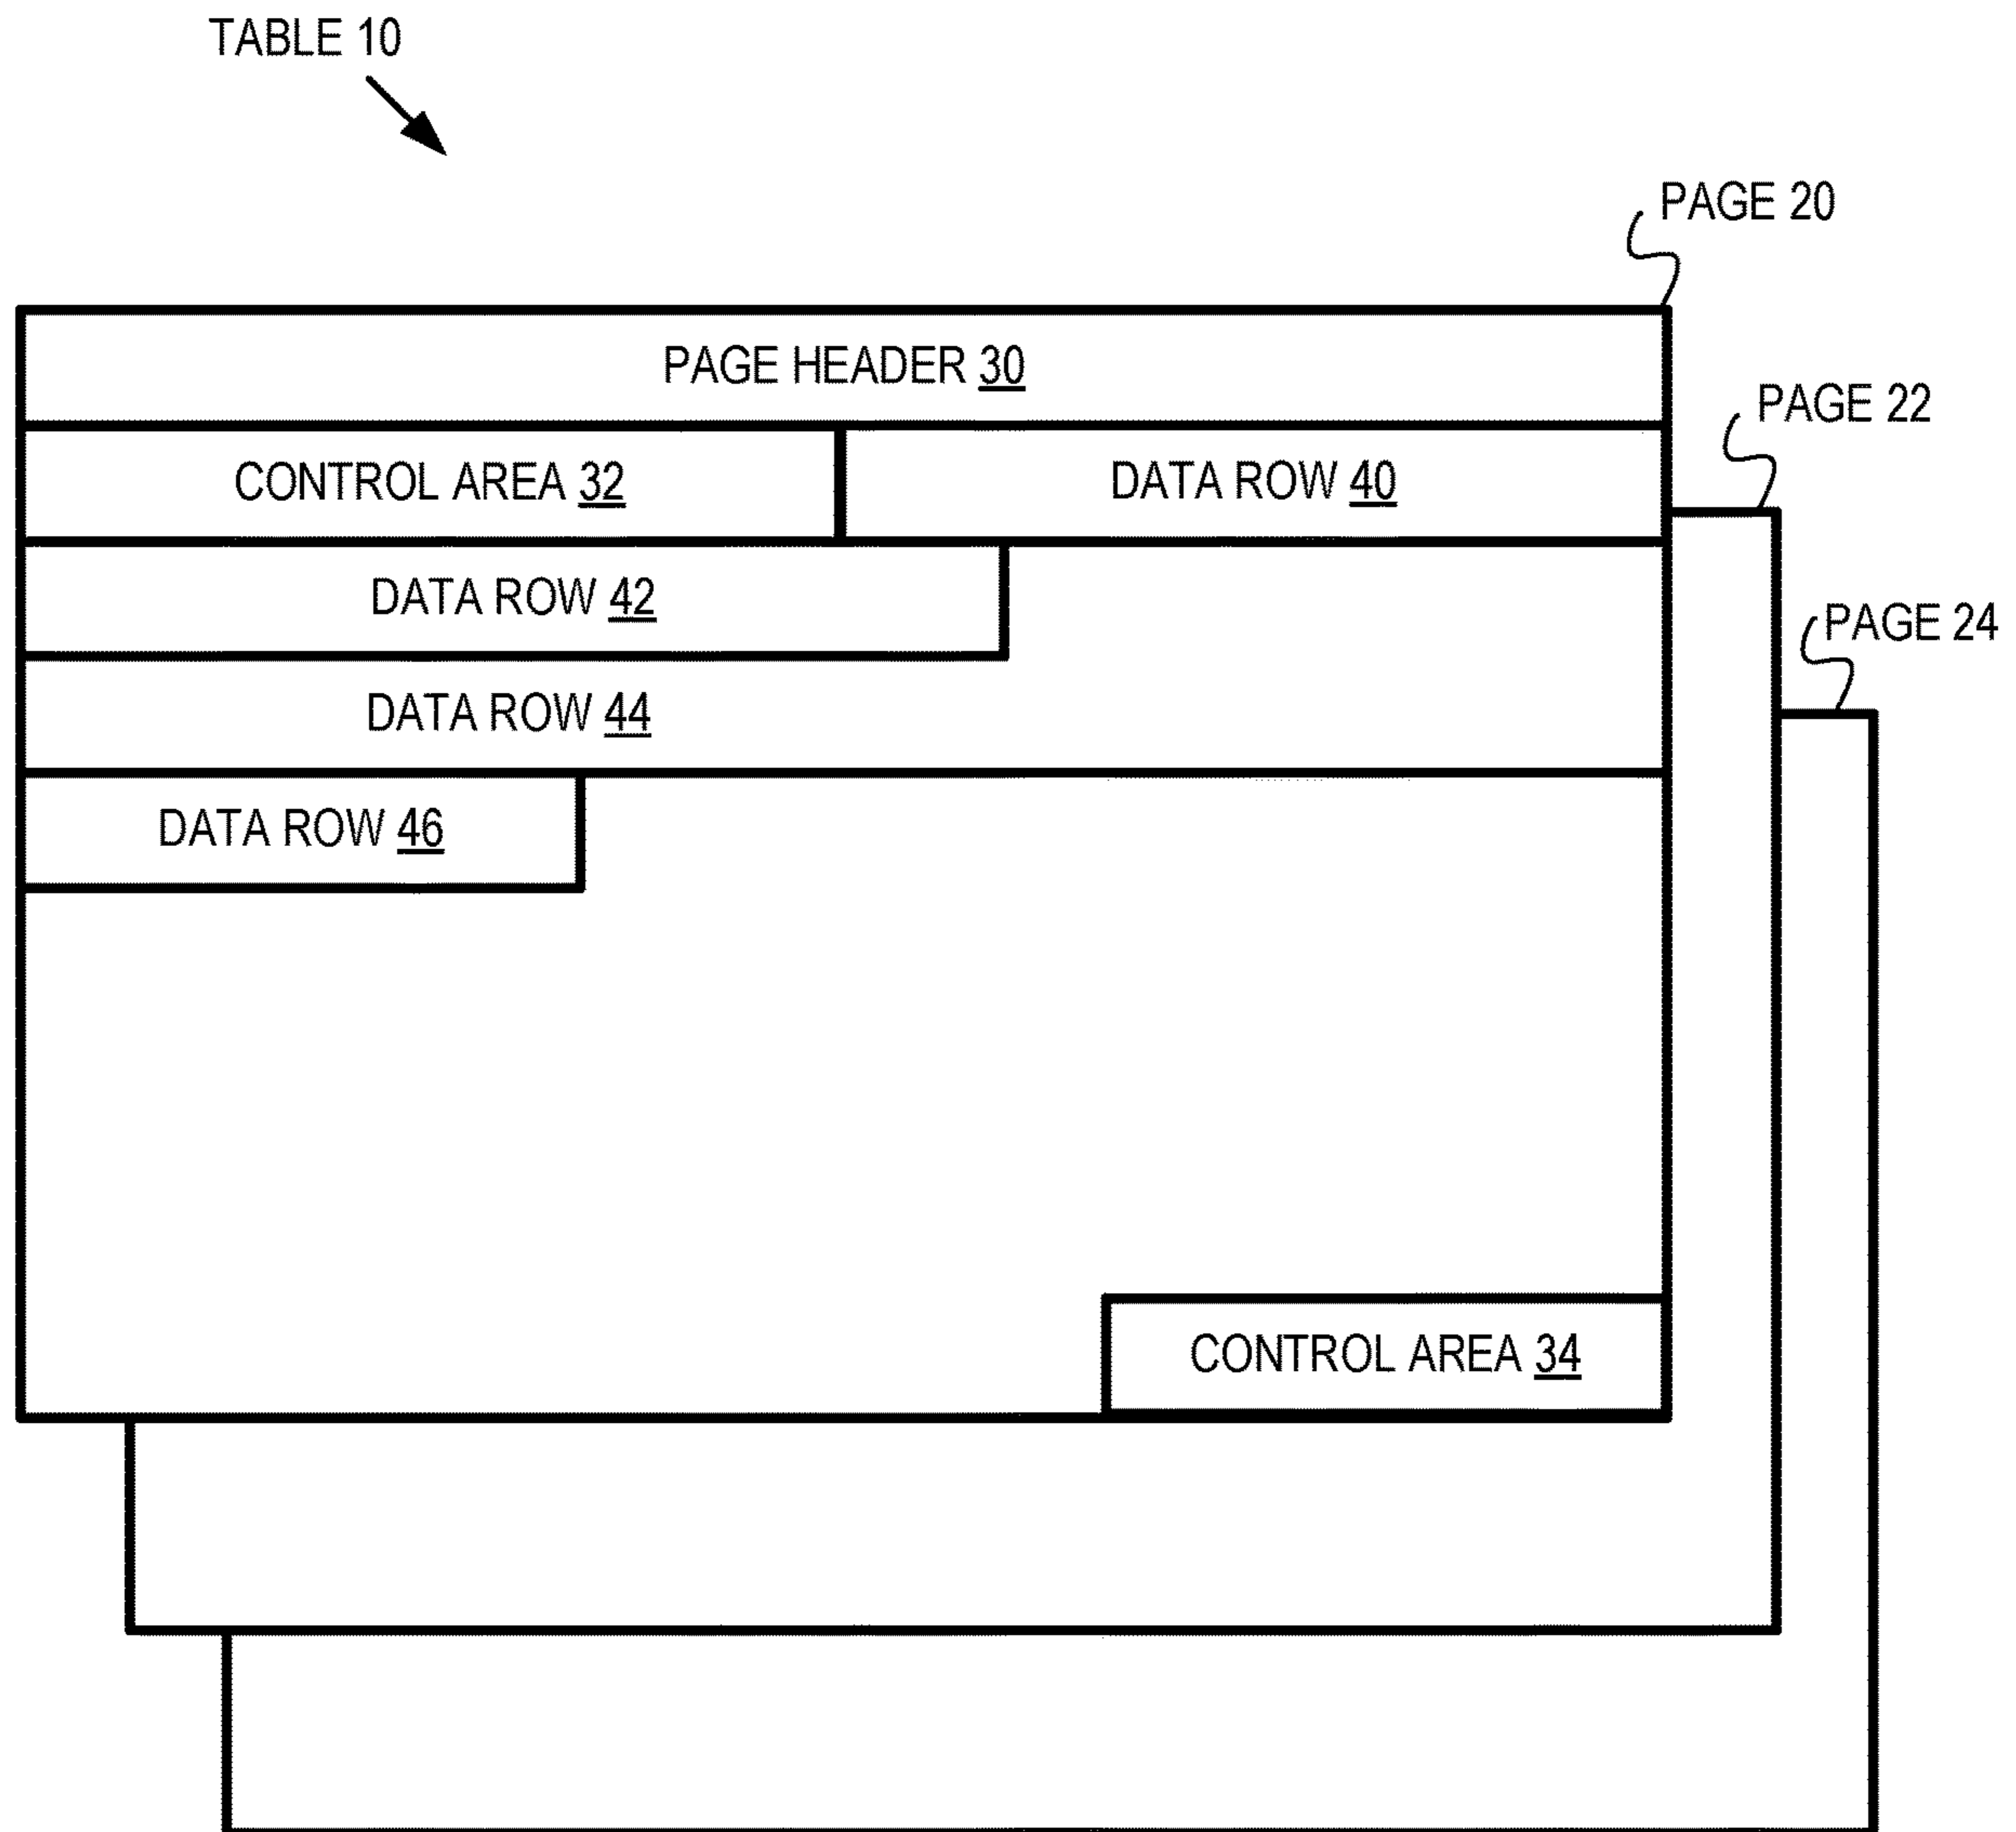 TABLE 10
PAGE 20
PAGE HEADER 30
PAGE 22
CONTROL AREA 32
DATA ROW 40
DATA ROW 42
PAGE 24
DATA ROW 44
DATA ROW 46
CONTROL AREA 34